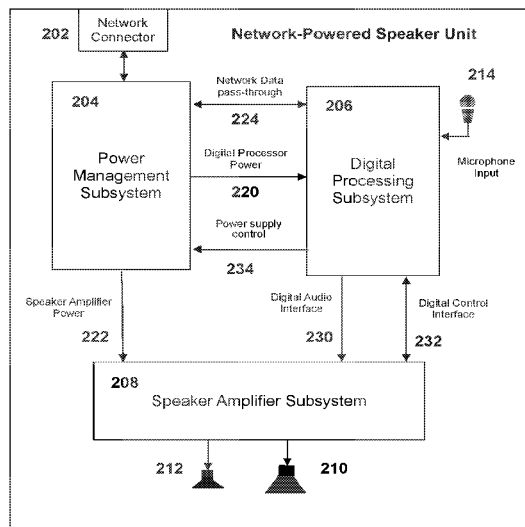 202
Network
Connector
Network-Powered Speaker Unit
204
Power
Management
Subsystem
Network Data
pass-through
224
Digital Processor
Power
220
Power supply
control
234
206
Digital
Processing
Subsystem
214
Microphone
Input
Speaker Amplifier
Power
222
Digital Audio
Interface
230
Digital Control
Interface
232
208
Speaker Amplifier Subsystem
212
210